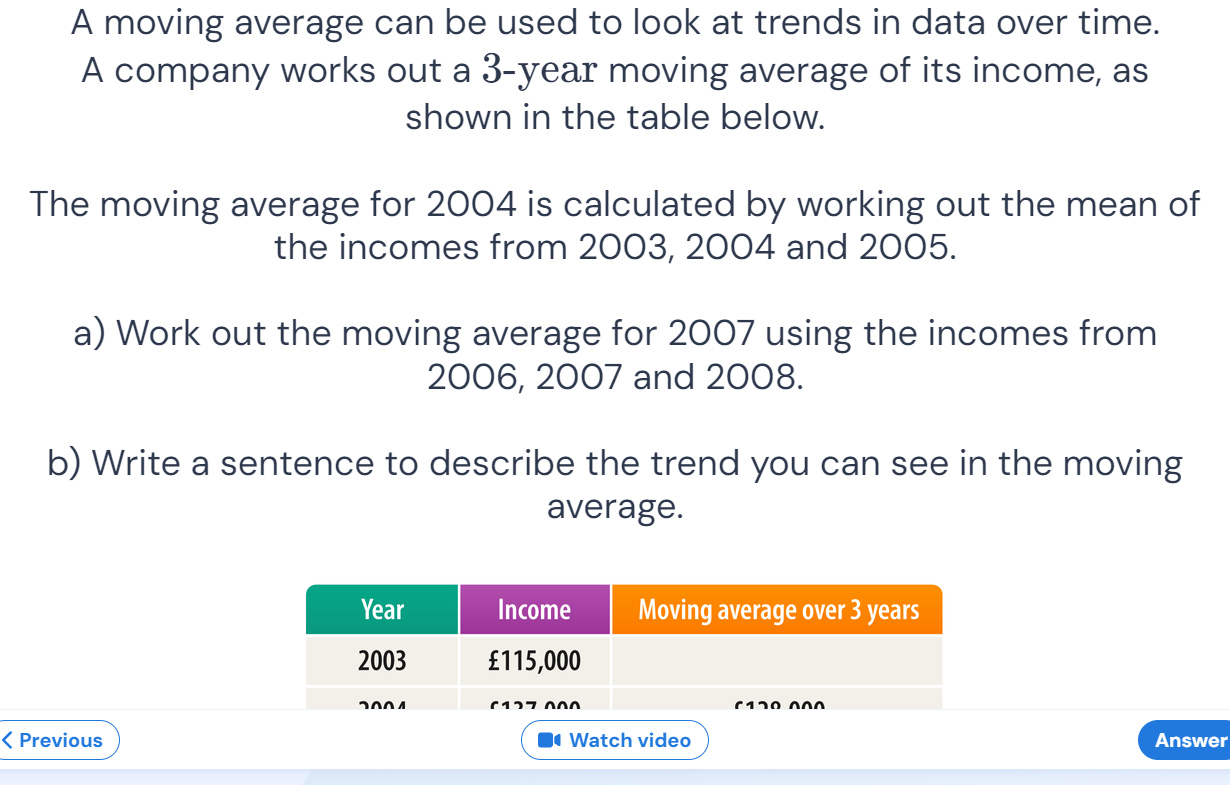 A moving average can be used to look at trends in data over time.
A company works out a 3-year moving average of its income, as
shown in the table below.
The moving average for 2004 is calculated by working out the mean of
the incomes from 2003, 2004 and 2005.
a) Work out the moving average for 2007 using the incomes from
2006, 2007 and 2008.
b) Write a sentence to describe the trend you can see in the moving
average.
Year Income Moving average over 3 years
2003 £115,000
2004
Previous Watch video Answer